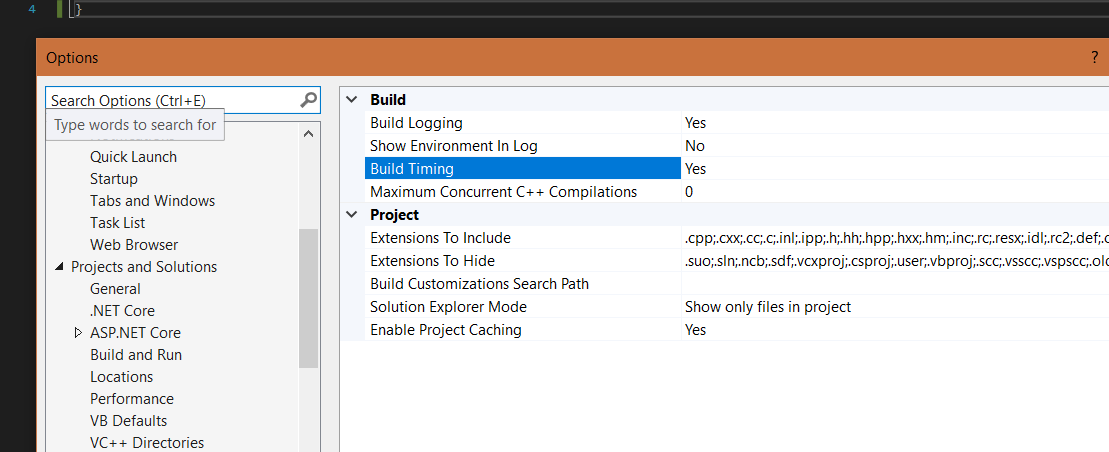 4 }
Options ?
Search Options (Ctrl+E)
Type words to search for
Quick Launch
Startup
Tabs and Windows
Task List
Web Browser
Projects and Solutions
General
.NET Core
ASP.NET Core
Build and Run
Locations
Performance
VB Defaults
VC++ Directories
Build
Build Logging Yes
Show Environment In Log No
Build Timing Yes
Maximum Concurrent C++ Compilations 0
Project
Extensions To Include .cpp;.cxx;.cc;.c;.inl;.ipp;.h;.hh;.hpp;.hxx;.hm;.inc;.rc;.resx;.idl;.rc2;.def;
Extensions To Hide .suo;.sln;.ncb;.sdf;.vcxproj;.csproj;.user;.vbproj;.scc;.vsscc;.vspscc;
Build Customizations Search Path
Solution Explorer Mode Show only files in project
Enable Project Caching Yes